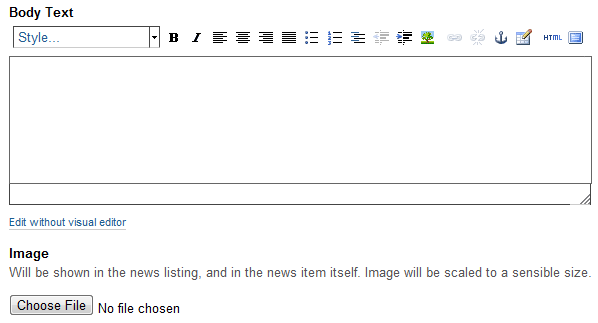 Body Text
Style... B I HTML
Edit without visual editor
Image
Will be shown in the news listing, and in the news item itself. Image will be scaled to a sensible size.
Choose File No file chosen